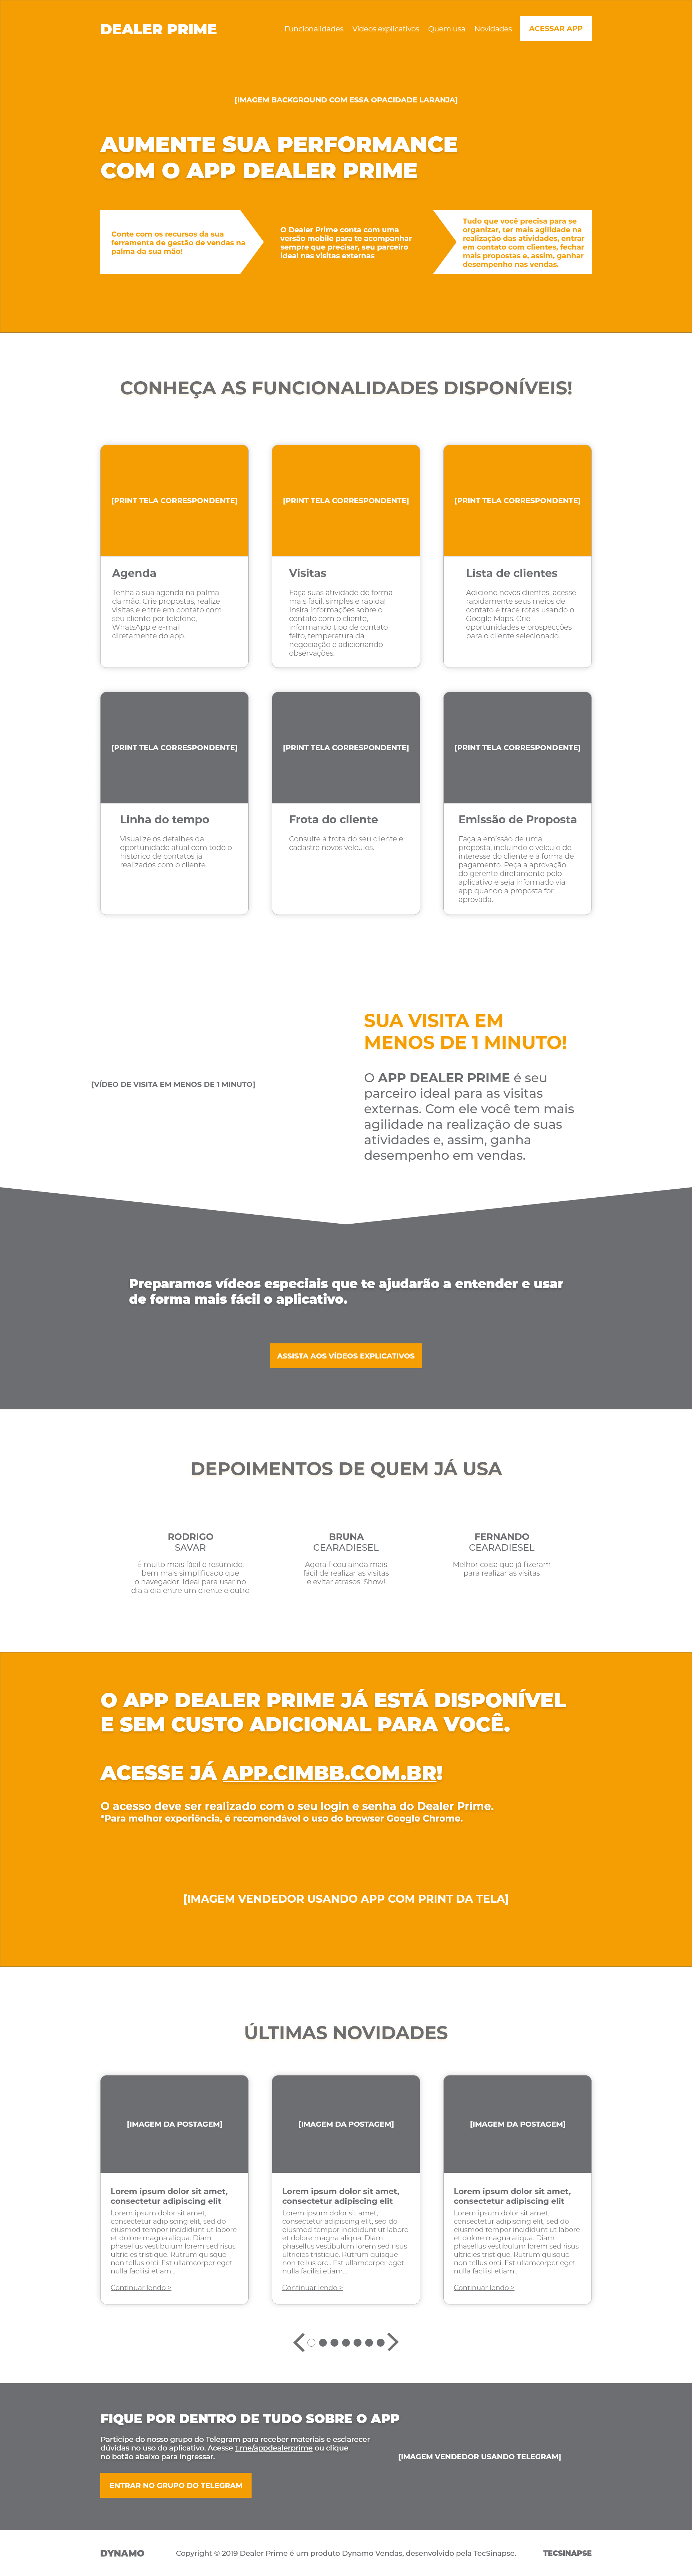 DEALER PRIME
Funcionalidades
Vídeos explicativos
Quem usa
Novidades
ACESSAR APP
[IMAGEM BACKGROUND COM ESSA OPACIDADE LARANJA]
AUMENTE SUA PERFORMANCE
COM O APP DEALER PRIME
Conte com os recursos da sua
ferramenta de gestão de vendas na
palma da sua mão!
O Dealer Prime conta com uma
versão mobile para te acompanhar
sempre que precisar, seu parceiro
ideal nas visitas externas
Tudo que você precisa para se
organizar, ter mais agilidade na
realização das atividades, entrar
em contato com clientes, fechar
mais propostas e, assim, ganhar
desempenho nas vendas.
CONHEÇA AS FUNCIONALIDADES DISPONÍVEIS!
[PRINT TELA CORRESPONDENTE]
Agenda
Tenha a sua agenda na palma
da mão. Crie propostas, realize
visitas e entre em contato com
seu cliente por telefone,
WhatsApp e e-mail
diretamente do app.
[PRINT TELA CORRESPONDENTE]
Visitas
Faça suas atividade de forma
mais fácil, simples e rápida!
Insira informações sobre o
contato com o cliente,
informando tipo de contato
feito, temperatura da
negociação e adicionando
observações.
[PRINT TELA CORRESPONDENTE]
Lista de clientes
Adicione novos clientes, acesse
rapidamente seus meios de
contato e trace rotas usando o
Google Maps. Crie
oportunidades e prospecções
para o cliente selecionado.
[PRINT TELA CORRESPONDENTE]
Linha do tempo
Visualize os detalhes da
oportunidade atual com todo o
histórico de contatos já
realizados com o cliente.
[PRINT TELA CORRESPONDENTE]
Frota do cliente
Consulte a frota do seu cliente e
cadastre novos veículos.
[PRINT TELA CORRESPONDENTE]
Emissão de Proposta
Faça a emissão de uma
proposta, incluindo o veículo de
interesse do cliente e a forma de
pagamento. Peça a aprovação
do gerente diretamente pelo
aplicativo e seja informado via
app quando a proposta for
aprovada.
[VÍDEO DE VISITA EM MENOS DE 1 MINUTO]
SUA VISITA EM
MENOS DE 1 MINUTO!
O APP DEALER PRIME é seu
parceiro ideal para as visitas
externas. Com ele você tem mais
agilidade na realização de suas
atividades e, assim, ganha
desempenho em vendas.
Preparamos vídeos especiais que te ajudarão a entender e usar
de forma mais fácil o aplicativo.
ASSISTA AOS VÍDEOS EXPLICATIVOS
DEPOIMENTOS DE QUEM JÁ USA
RODRIGO
SAVAR
É muito mais fácil e resumido,
bem mais simplificado que
o navegador. Ideal para usar no
dia a dia entre um cliente e outro
BRUNA
CEARADIESEL
Agora ficou ainda mais
fácil de realizar as visitas
e evitar atrasos. Show!
FERNANDO
CEARADIESEL
Melhor coisa que já fizeram
para realizar as visitas
O APP DEALER PRIME JÁ ESTÁ DISPONÍVEL
E SEM CUSTO ADICIONAL PARA VOCÊ.
ACESSE JÁ APP.CIMBB.COM.BR!
O acesso deve ser realizado com o seu login e senha do Dealer Prime.
*Para melhor experiência, é recomendável o uso do browser Google Chrome.
[IMAGEM VENDEDOR USANDO APP COM PRINT DA TELA]
ÚLTIMAS NOVIDADES
[IMAGEM DA POSTAGEM]
Lorem ipsum dolor sit amet,
consectetur adipiscing elit
Lorem ipsum dolor sit amet,
consectetur adipiscing elit, sed do
eiusmod tempor incididunt ut labore
et dolore magna aliqua. Diam
phasellus vestibulum lorem sed risus
ultricies tristique. Rutrum quisque
non tellus orci. Est ullamcorper eget
nulla facilisi etiam...
Continuar lendo >
[IMAGEM DA POSTAGEM]
Lorem ipsum dolor sit amet,
consectetur adipiscing elit
Lorem ipsum dolor sit amet,
consectetur adipiscing elit, sed do
eiusmod tempor incididunt ut labore
et dolore magna aliqua. Diam
phasellus vestibulum lorem sed risus
ultricies tristique. Rutrum quisque
non tellus orci. Est ullamcorper eget
nulla facilisi etiam...
Continuar lendo >
[IMAGEM DA POSTAGEM]
Lorem ipsum dolor sit amet,
consectetur adipiscing elit
Lorem ipsum dolor sit amet,
consectetur adipiscing elit, sed do
eiusmod tempor incididunt ut labore
et dolore magna aliqua. Diam
phasellus vestibulum lorem sed risus
ultricies tristique. Rutrum quisque
non tellus orci. Est ullamcorper eget
nulla facilisi etiam...
Continuar lendo >
FIQUE POR DENTRO DE TUDO SOBRE O APP
Participe do nosso grupo do Telegram para receber materiais e esclarecer
dúvidas no uso do aplicativo. Acesse t.me/appdealerprime ou clique
no botão abaixo para ingressar.
ENTRAR NO GRUPO DO TELEGRAM
[IMAGEM VENDEDOR USANDO TELEGRAM]
DYNAMO
Copyright © 2019 Dealer Prime é um produto Dynamo Vendas, desenvolvido pela TecSinapse.
TECSINAPSE